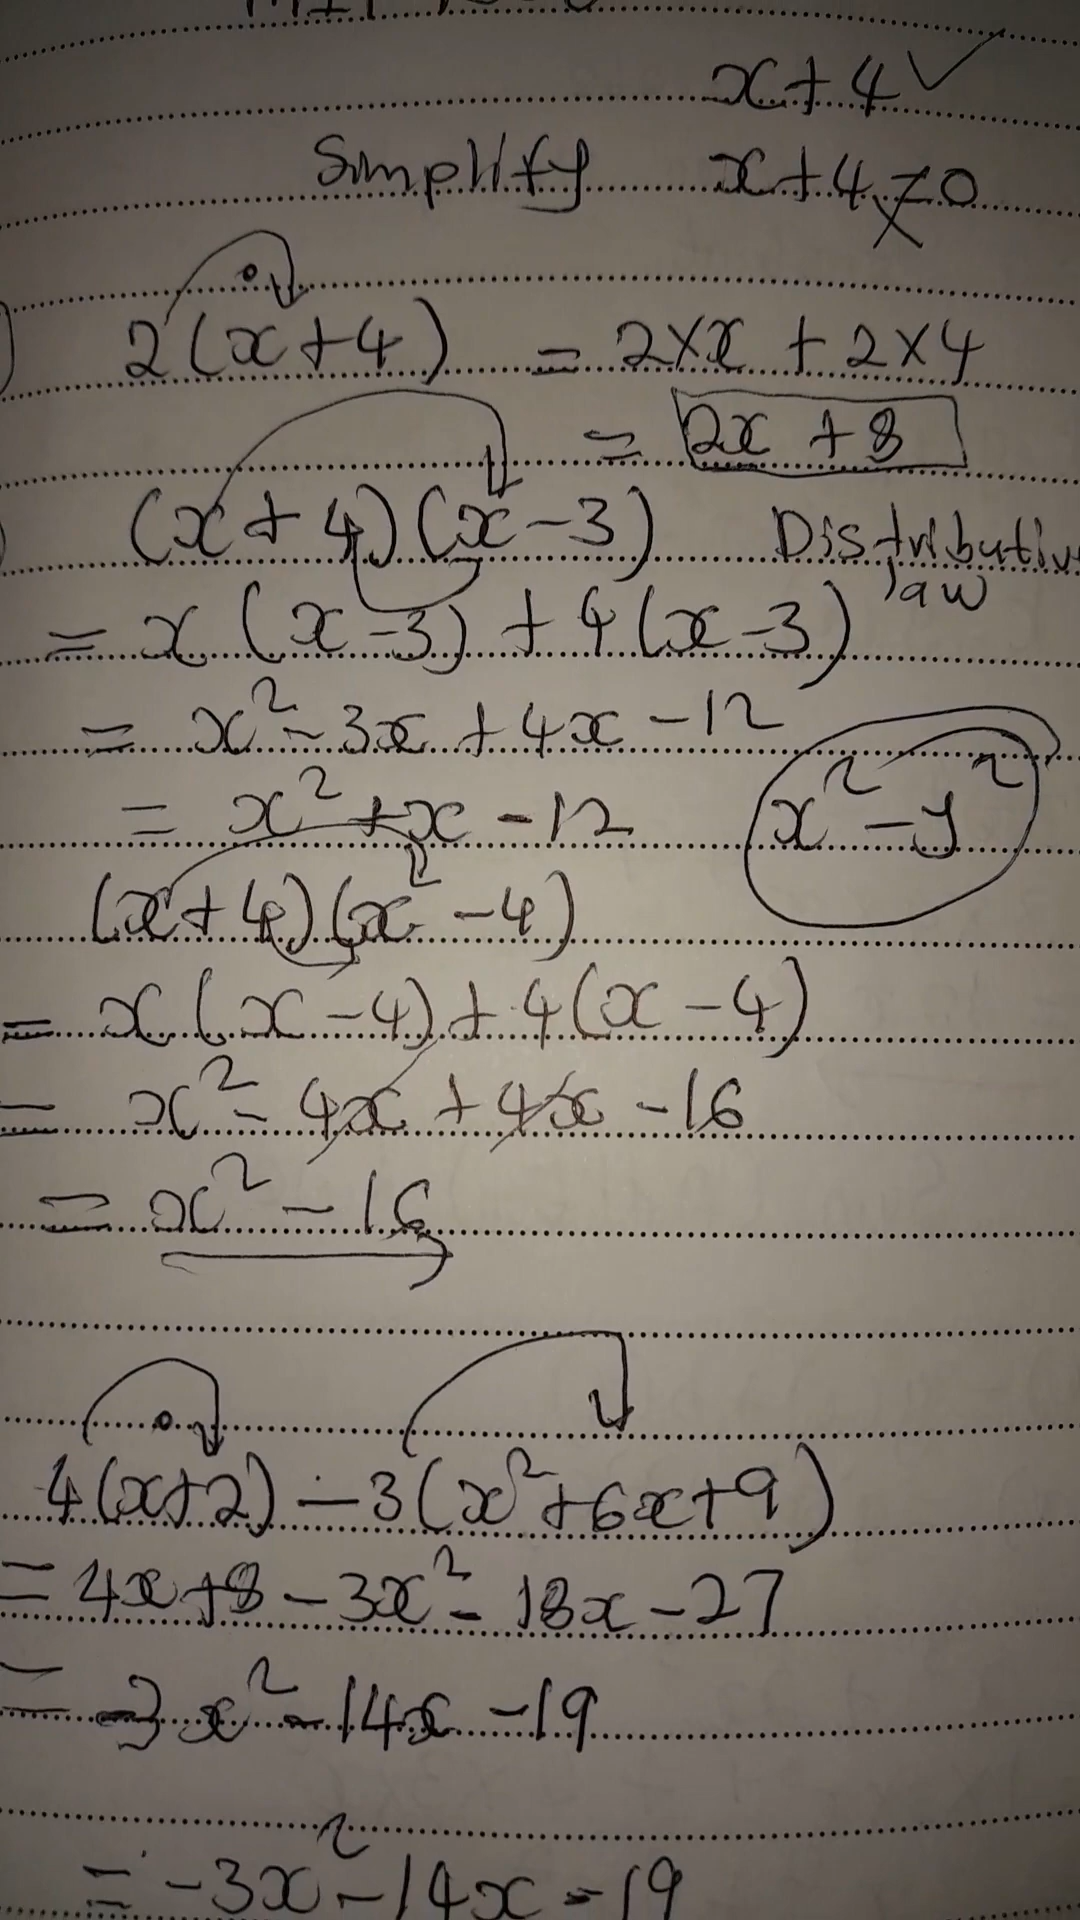 x+4 ✓
Simplify x+4 ≠ 0
2(x+4) = 2×x + 2×4
= 2x + 8
(x+4)(x-3) Distributiv
law
= x(x-3) + 4(x-3)
= x² - 3x + 4x - 12
= x² + x - 12 x² - y²
(x+4)(x² - 4)
= x(x-4) + 4(x-4)
= x² - 4x + 4x - 16
= x² - 16
4(x+2) - 3(x²+6x+9)
= 4x+8 - 3x² - 18x - 27
= -3x² - 14x - 19
= -3x² - 14x - 19